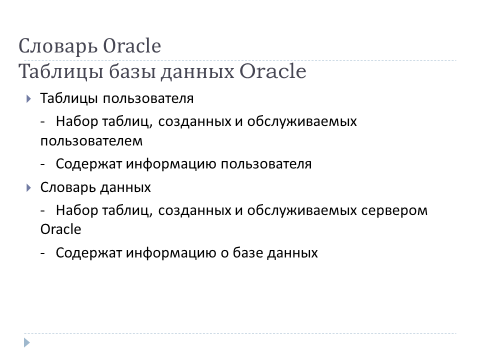 Словарь Oracle
Таблицы базы данных Oracle
Таблицы пользователя
- Набор таблиц, созданных и обслуживаемых
пользователем
- Содержат информацию пользователя
Словарь данных
- Набор таблиц, созданных и обслуживаемых сервером
Oracle
- Содержат информацию о базе данных